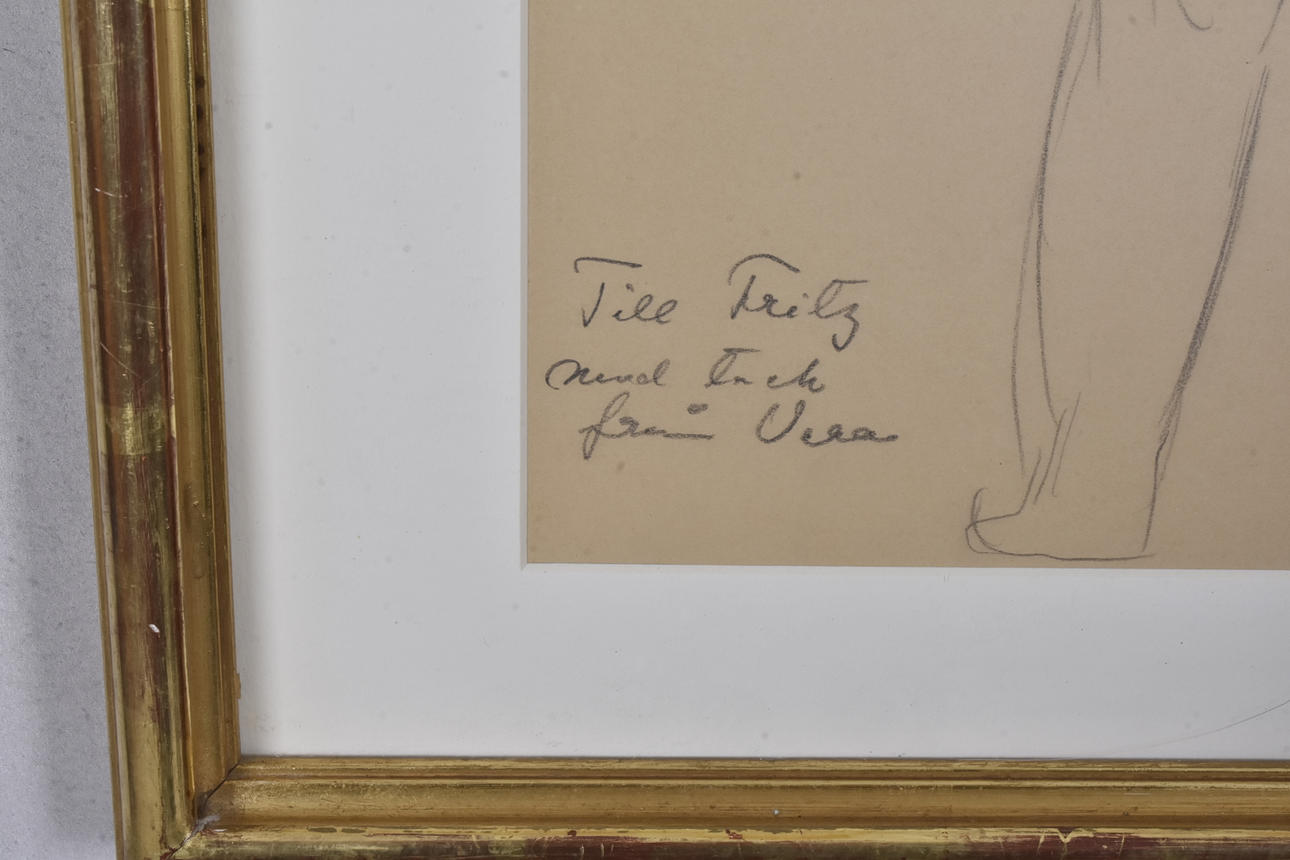 Till Fritz
med tack
från Vera